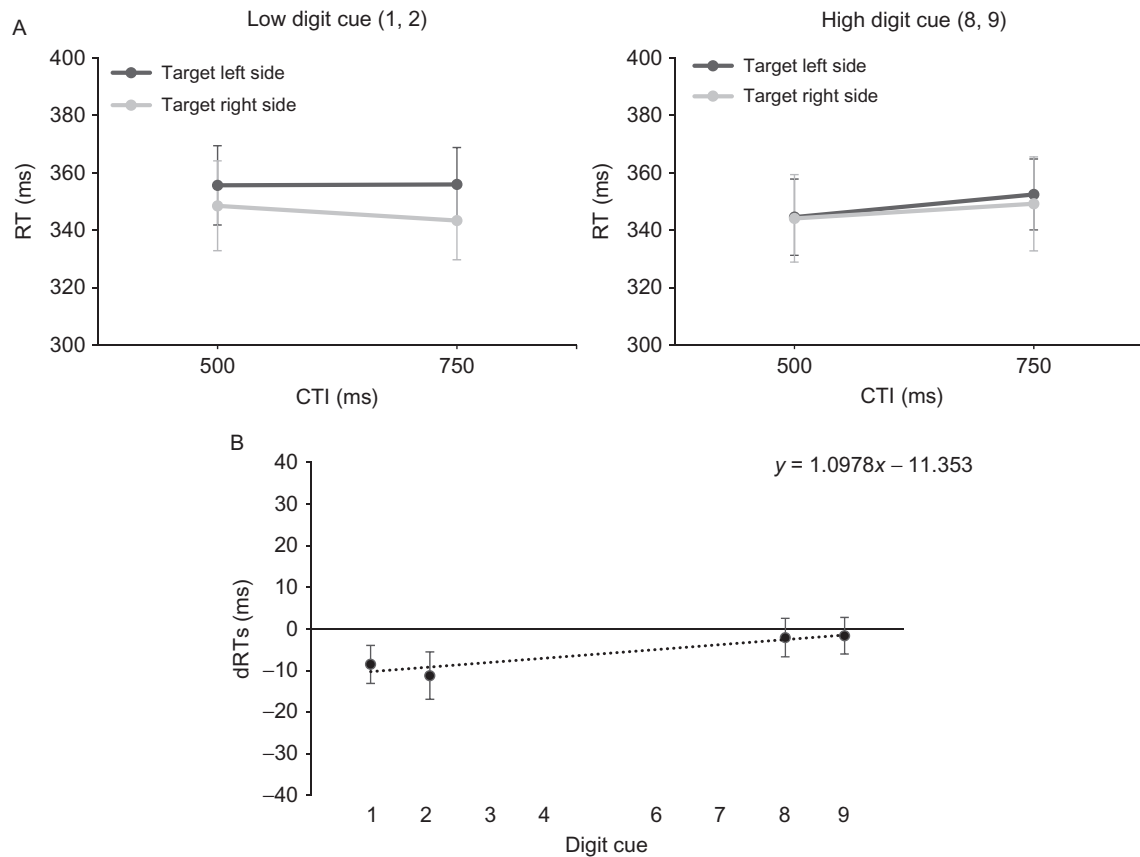 A
Low digit cue (1, 2)
400
380
360
340
320
300
RT (ms)
Target left side
Target right side
500
750
CTI (ms)
High digit cue (8, 9)
400
380
360
340
320
300
RT (ms)
Target left side
Target right side
500
750
CTI (ms)
B
y = 1.0978x – 11.353
40
30
20
10
0
–10
–20
–30
–40
dRTs (ms)
1 2 3 4 6 7 8 9
Digit cue